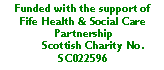 Funded with the support of
Fife Health & Social Care
Partnership
Scottish Charity No.
SC022596